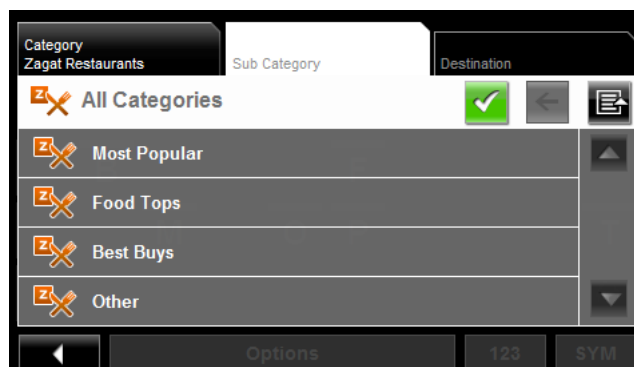 Category
Zagat Restaurants
Sub Category
Destination
Z All Categories
Z Most Popular
Z Food Tops
Z Best Buys
Z Other
Options 123 SYM